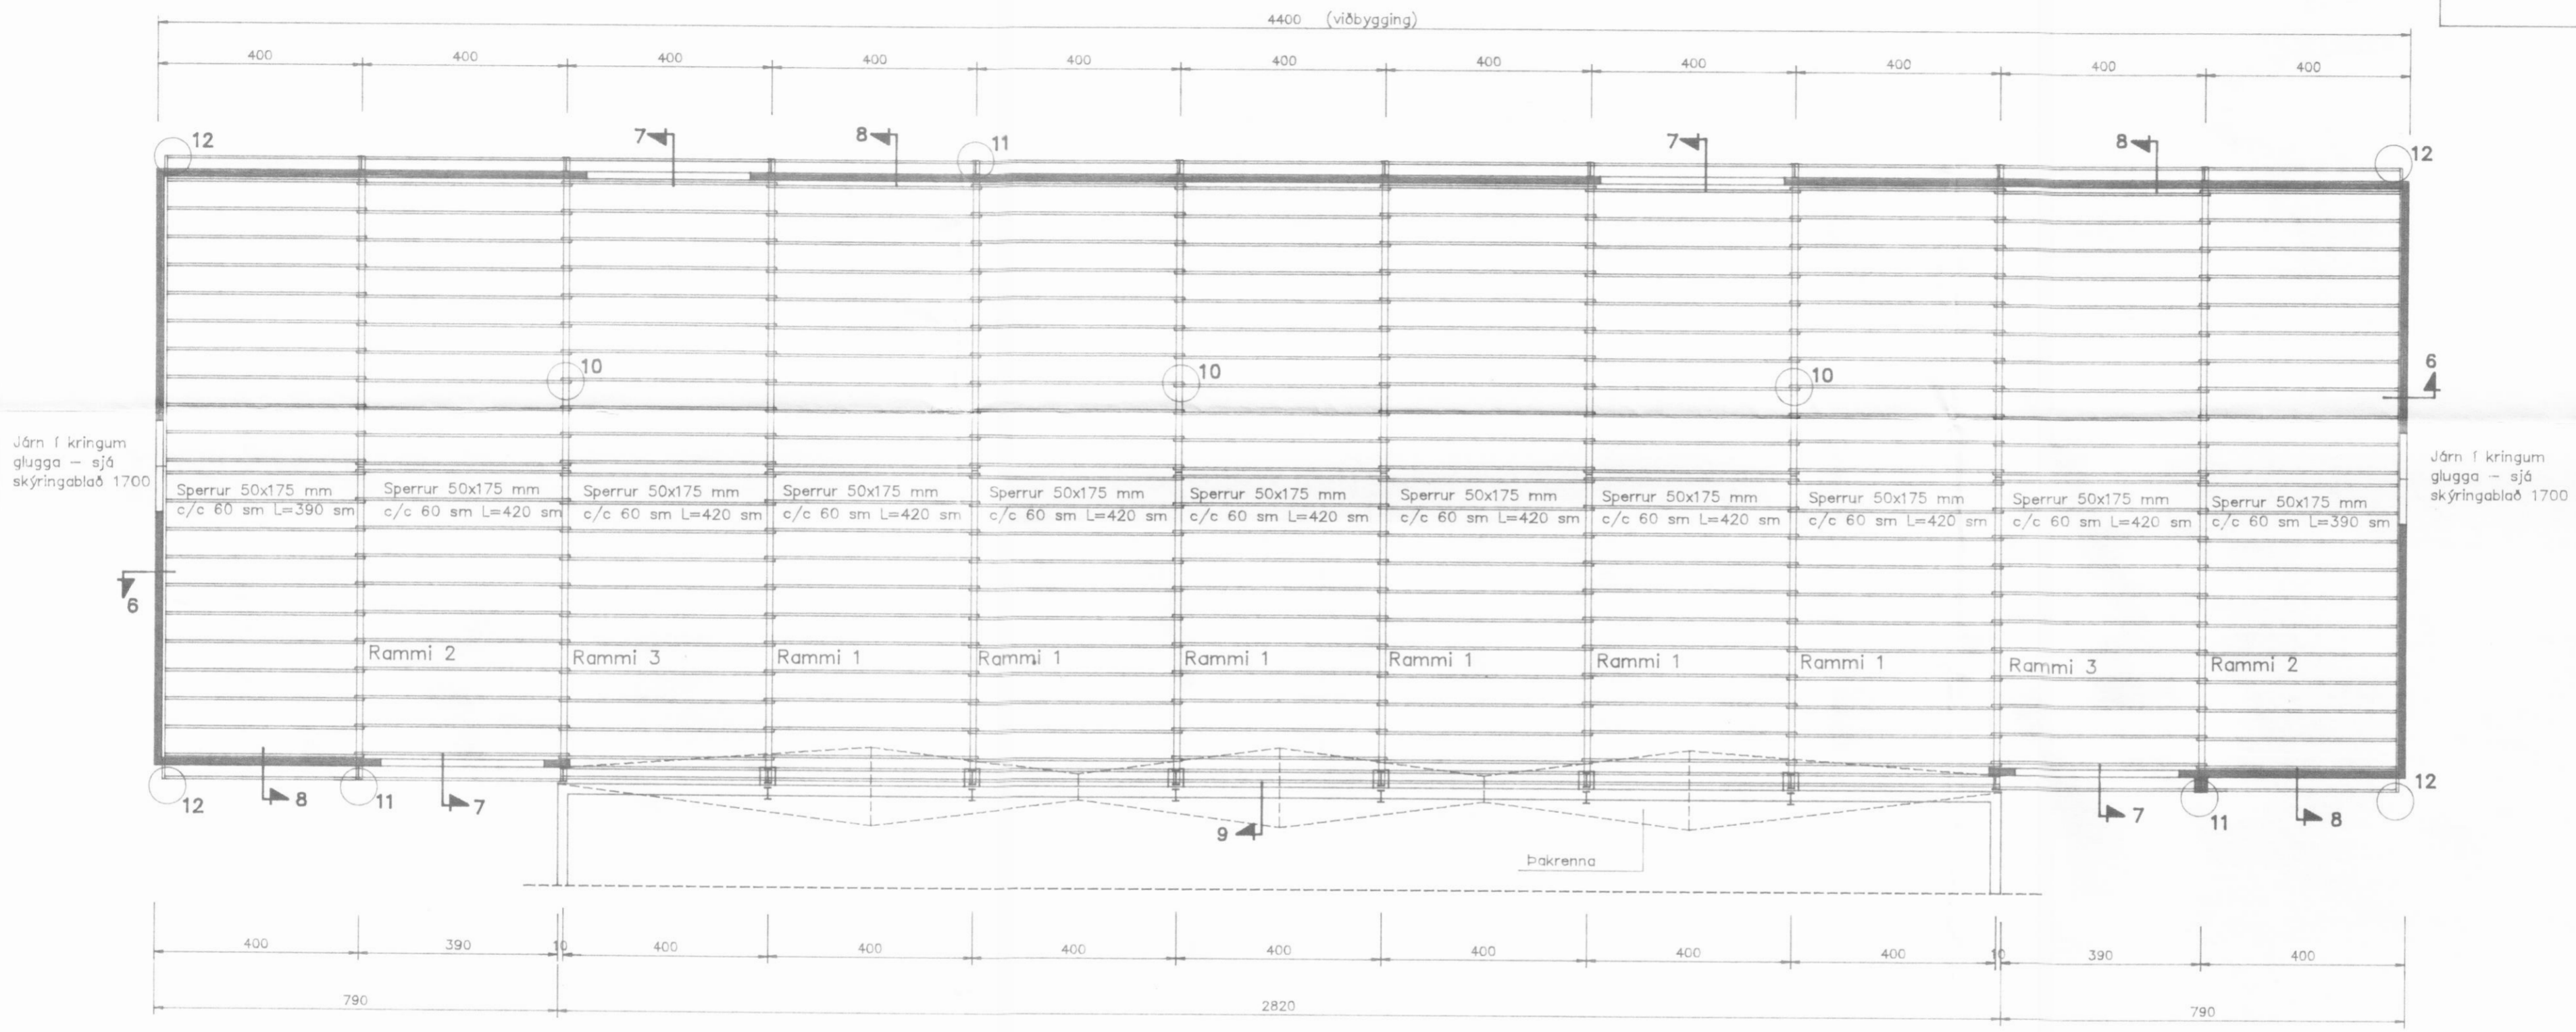 4400 (viðbygging)
400 400 400 400 400 400 400 400 400 400 400
12 7 8 11 7 8 12
10 10 10
6
Járn í kringum
glugga – sjá
skýringablað 1700
Járn í kringum
glugga – sjá
skýringablað 1700
Sperrur 50x175 mm
c/c 60 sm L=390 sm
Sperrur 50x175 mm
c/c 60 sm L=420 sm
Sperrur 50x175 mm
c/c 60 sm L=420 sm
Sperrur 50x175 mm
c/c 60 sm L=420 sm
Sperrur 50x175 mm
c/c 60 sm L=420 sm
Sperrur 50x175 mm
c/c 60 sm L=420 sm
Sperrur 50x175 mm
c/c 60 sm L=420 sm
Sperrur 50x175 mm
c/c 60 sm L=420 sm
Sperrur 50x175 mm
c/c 60 sm L=420 sm
Sperrur 50x175 mm
c/c 60 sm L=420 sm
Sperrur 50x175 mm
c/c 60 sm L=390 sm
6
Rammi 2
Rammi 3
Rammi 1
Rammi 1
Rammi 1
Rammi 1
Rammi 1
Rammi 1
Rammi 3
Rammi 2
12 8 11 7 9 7 11 8 12
Þakrenna
400 390 10 400 400 400 400 400 400 400 10 390 400
790 2820 790